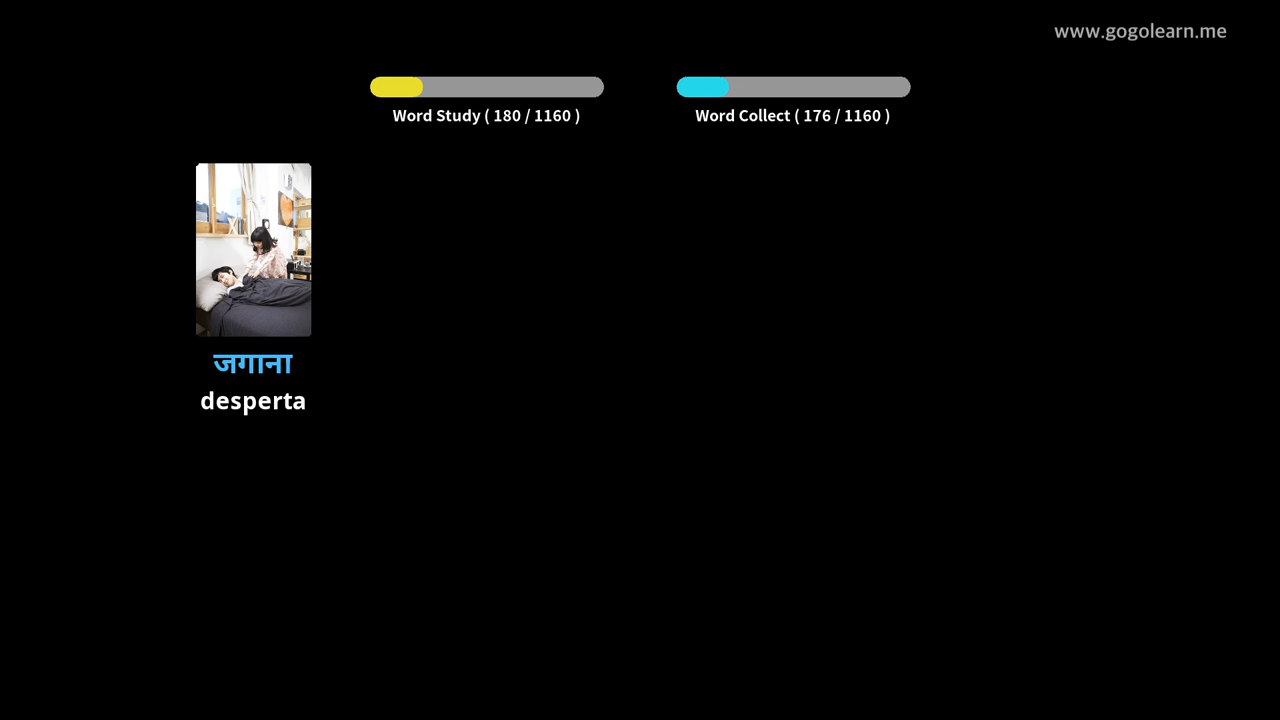 www.gogolearn.me
Word Study ( 180 / 1160 )
Word Collect ( 176 / 1160 )
जगाना
desperta